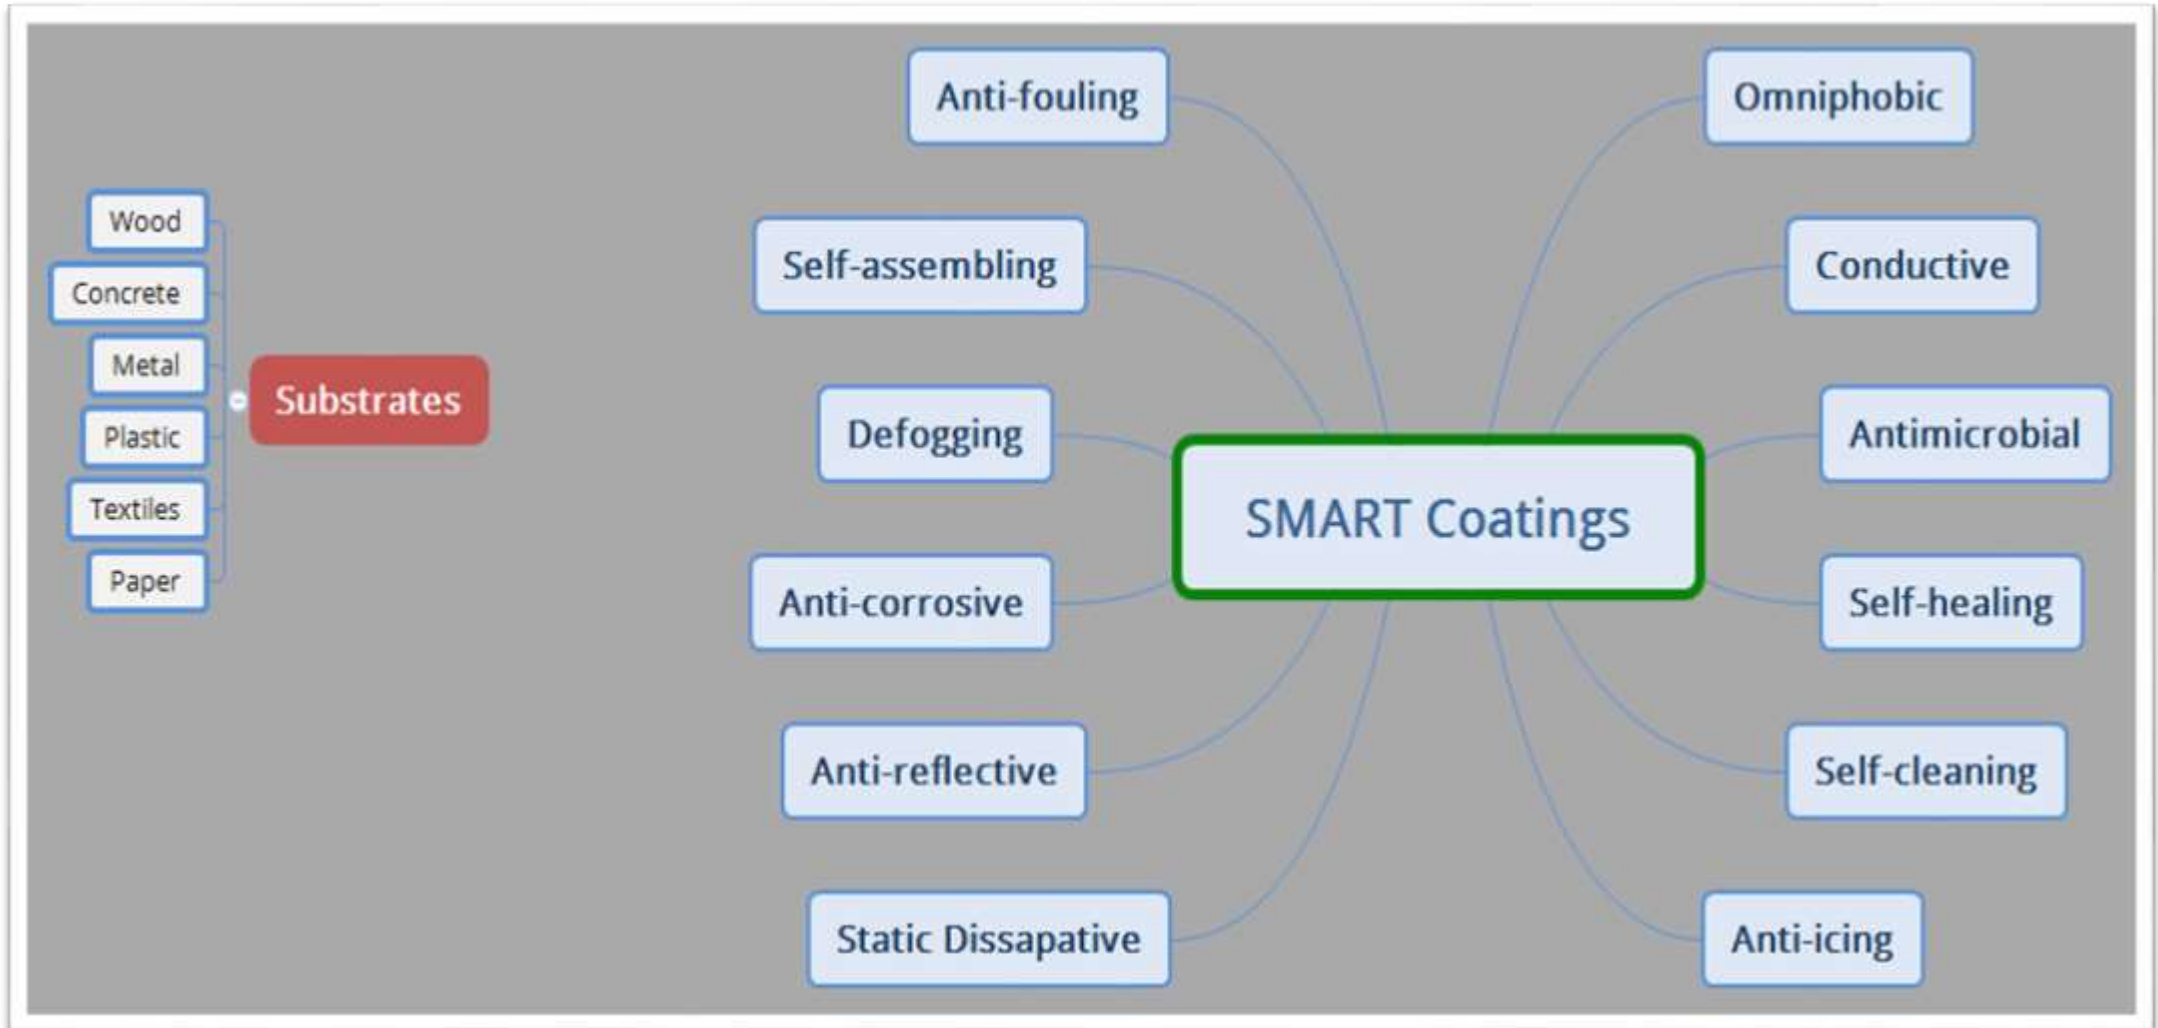 Wood
Concrete
Metal
Plastic
Textiles
Paper
Substrates
Anti-fouling
Self-assembling
Defogging
Anti-corrosive
Anti-reflective
Static Dissapative
SMART Coatings
Omniphobic
Conductive
Antimicrobial
Self-healing
Self-cleaning
Anti-icing